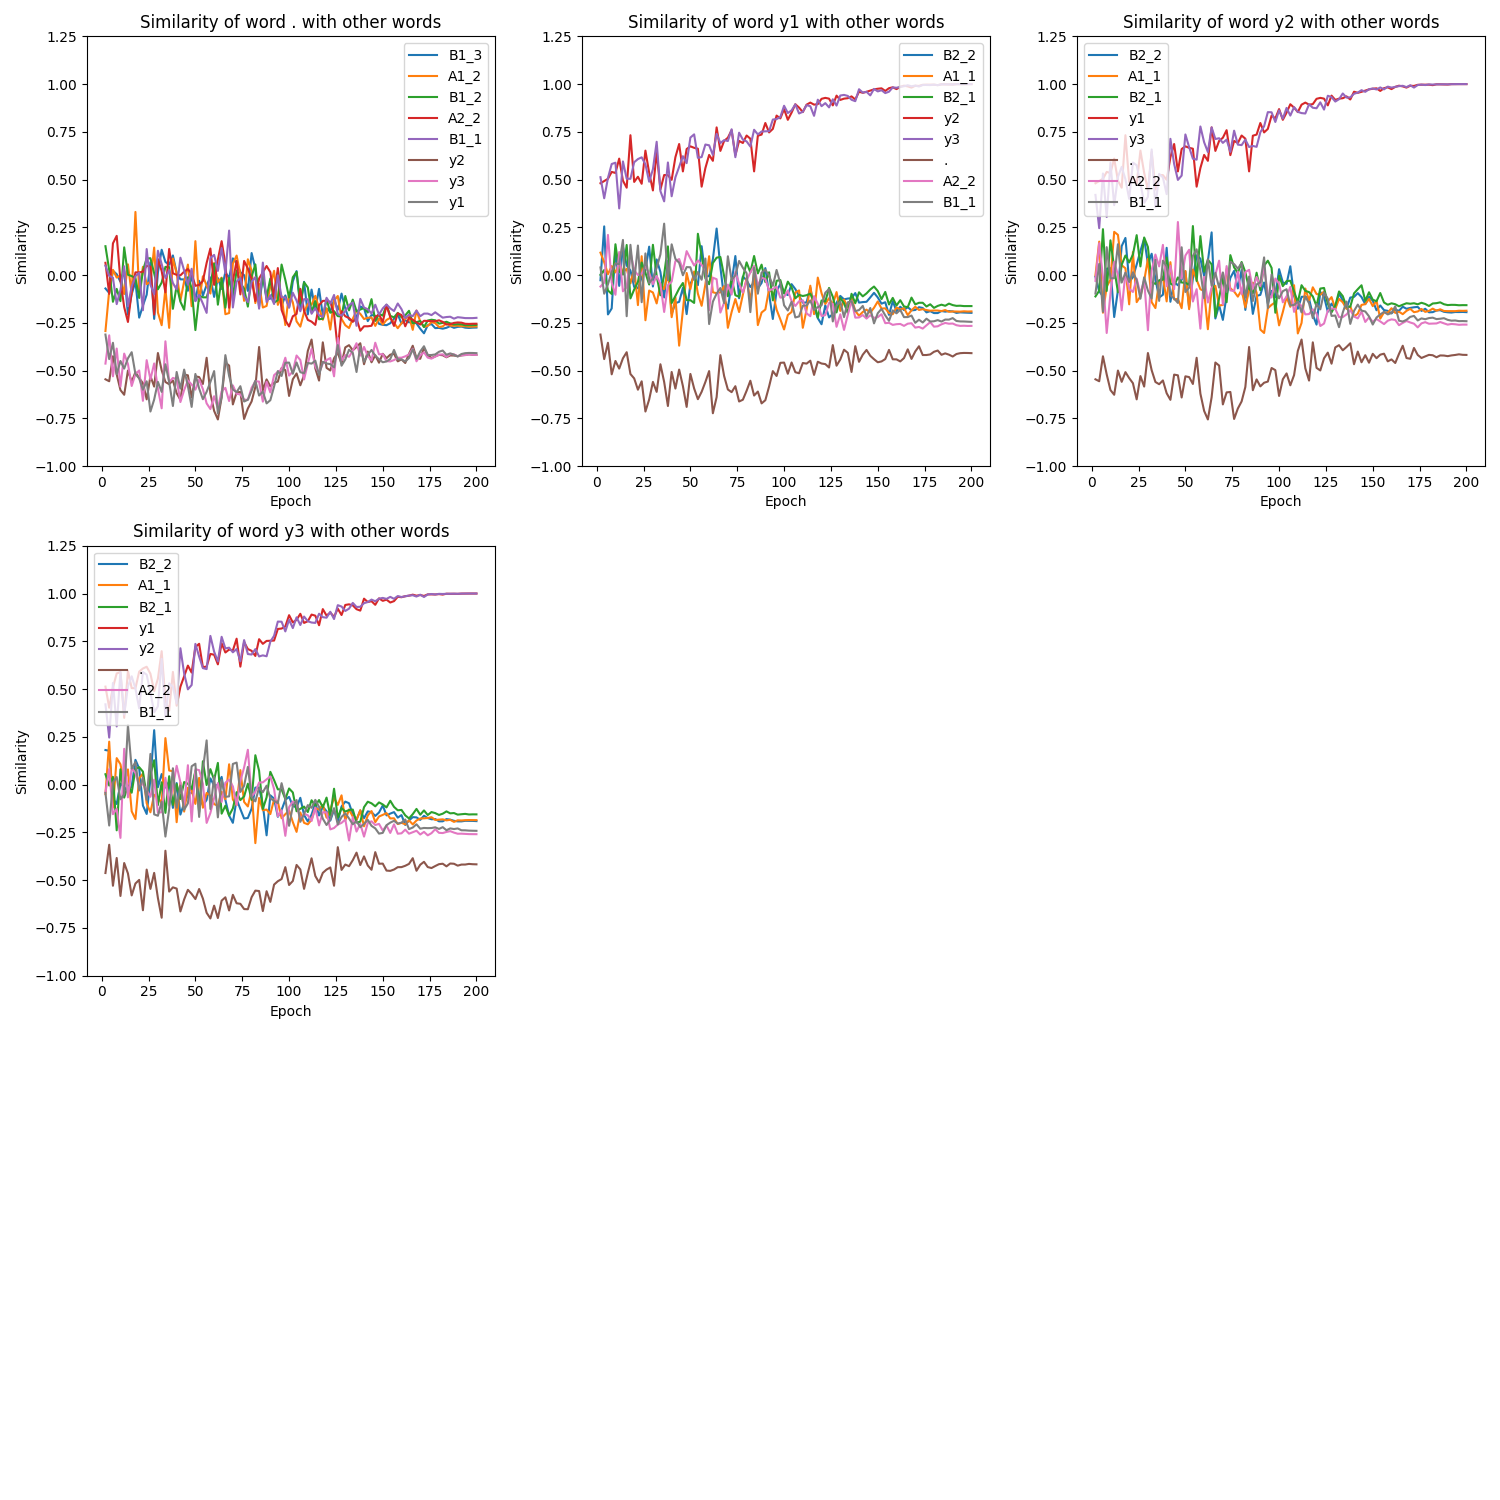 Similarity of word . with other words
1.25
1.00
0.75
0.50
0.25
0.00
−0.25
−0.50
−0.75
−1.00
Similarity
0 25 50 75 100 125 150 175 200
Epoch
B1_3
A1_2
B1_2
A2_2
B1_1
y2
y3
y1
Similarity of word y1 with other words
1.25
1.00
0.75
0.50
0.25
0.00
−0.25
−0.50
−0.75
−1.00
Similarity
0 25 50 75 100 125 150 175 200
Epoch
B2_2
A1_1
B2_1
y2
y3
.
A2_2
B1_1
Similarity of word y2 with other words
1.25
1.00
0.75
0.50
0.25
0.00
−0.25
−0.50
−0.75
−1.00
Similarity
0 25 50 75 100 125 150 175 200
Epoch
B2_2
A1_1
B2_1
y1
y3
.
A2_2
B1_1
Similarity of word y3 with other words
1.25
1.00
0.75
0.50
0.25
0.00
−0.25
−0.50
−0.75
−1.00
Similarity
0 25 50 75 100 125 150 175 200
Epoch
B2_2
A1_1
B2_1
y1
y2
.
A2_2
B1_1